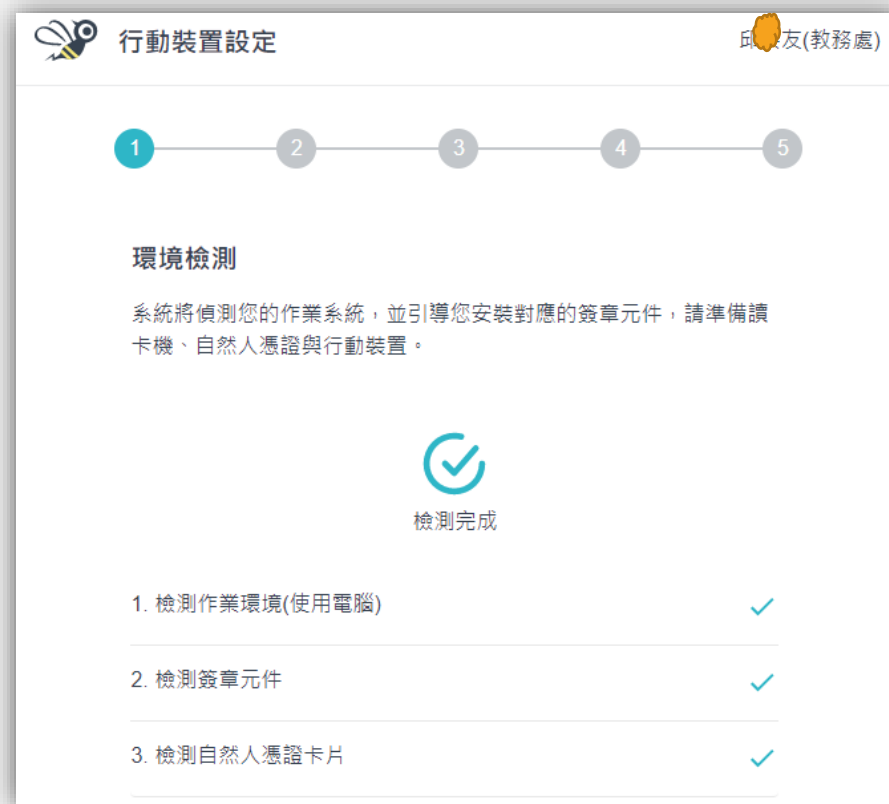 行動裝置設定
邱友(教務處)
1 2 3 4 5
環境檢測
系統將偵測您的作業系統，並引導您安裝對應的簽章元件，請準備讀
卡機、自然人憑證與行動裝置。
檢測完成
1. 檢測作業環境(使用電腦)
2. 檢測簽章元件
3. 檢測自然人憑證卡片